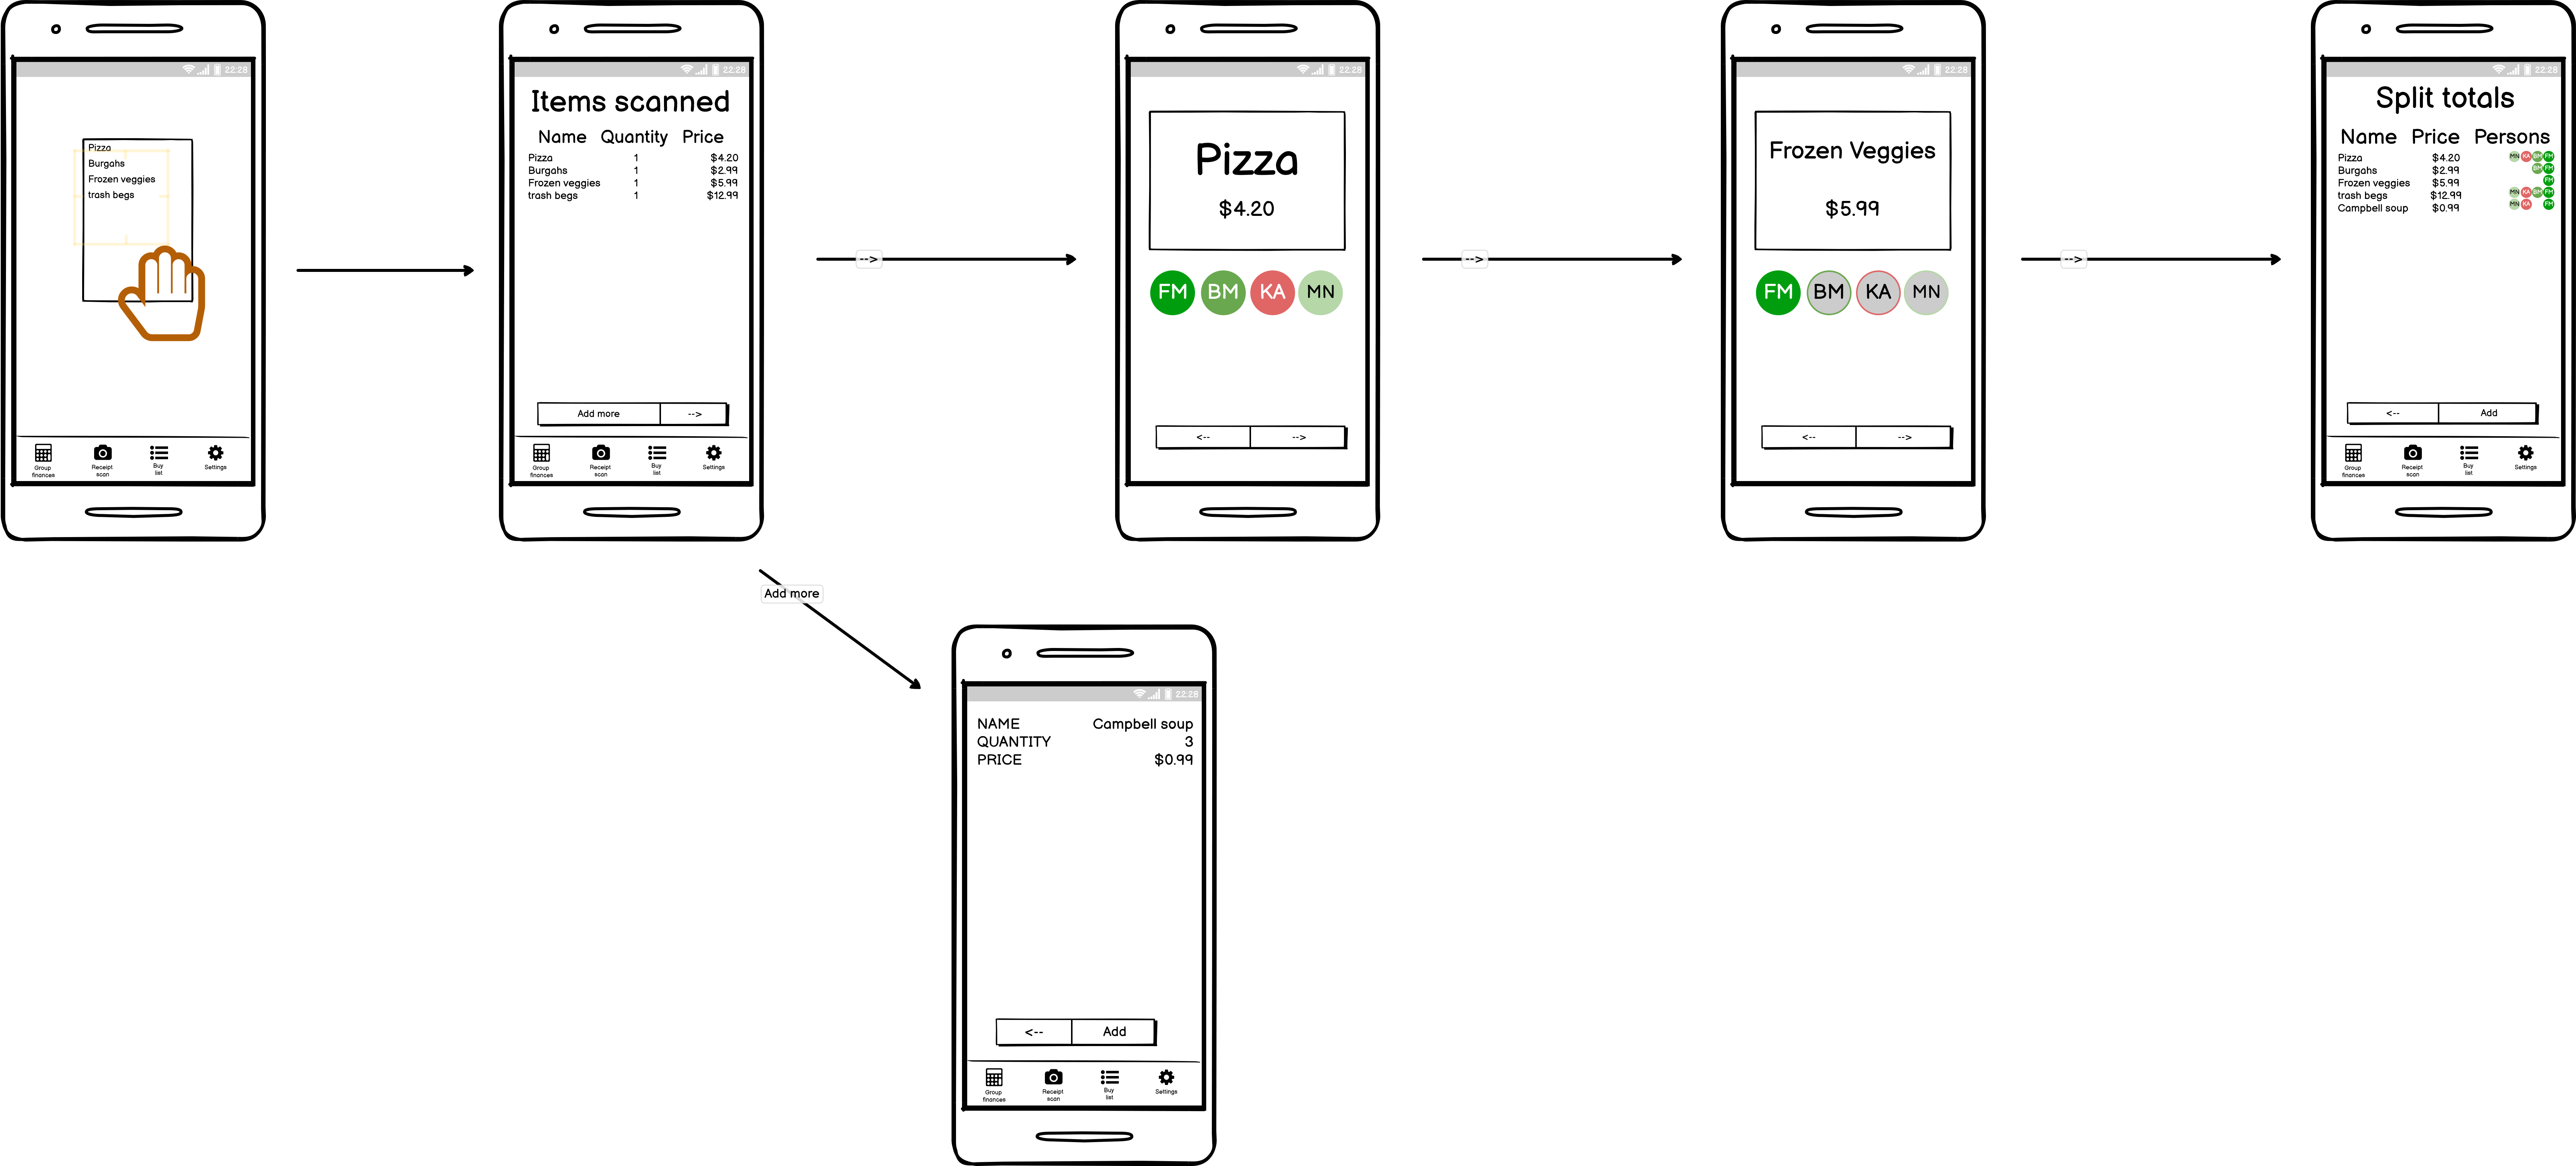 22:28
Pizza
Burgahs
Frozen veggies
trash begs
Group finances
Receipt scan
Buy list
Settings
22:28
Items scanned
Name Quantity Price
Pizza 1 $4.20
Burgahs 1 $2.99
Frozen veggies 1 $5.99
trash begs 1 $12.99
Add more -->
Group finances
Receipt scan
Buy list
Settings
-->
22:28
Pizza
$4.20
FM BM KA MN
<-- -->
-->
22:28
Frozen Veggies
$5.99
FM BM KA MN
<-- -->
-->
22:28
Split totals
Name Price Persons
Pizza $4.20 MN KA BM FM
Burgahs $2.99 BM FM
Frozen veggies $5.99 FM
trash begs $12.99 MN KA BM FM
Campbell soup $0.99 MN KA FM
<-- Add
Group finances
Receipt scan
Buy list
Settings
Add more
22:28
NAME Campbell soup
QUANTITY 3
PRICE $0.99
<-- Add
Group finances
Receipt scan
Buy list
Settings